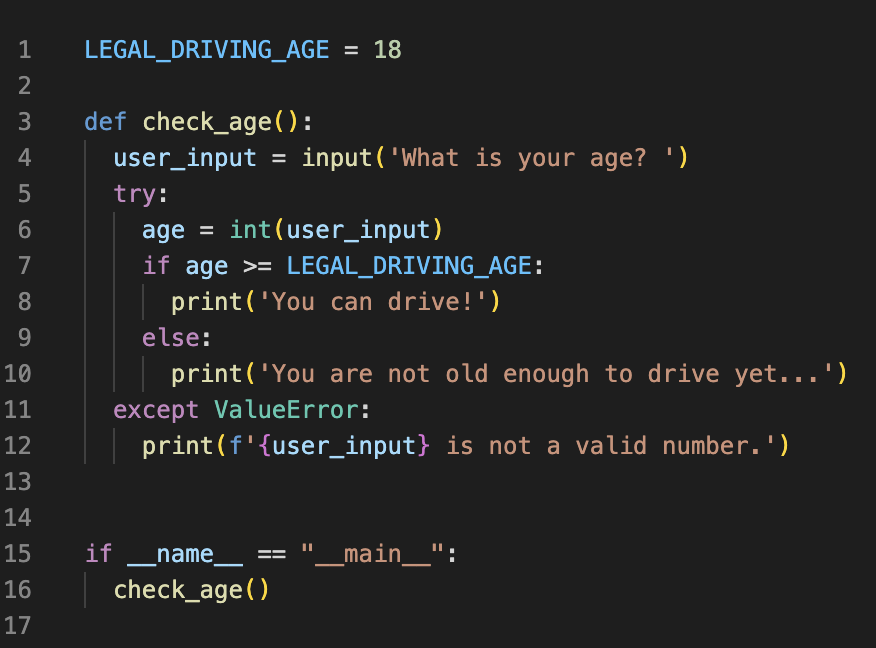 1 LEGAL_DRIVING_AGE = 18
2
3 def check_age():
4   user_input = input('What is your age? ')
5   try:
6     age = int(user_input)
7     if age >= LEGAL_DRIVING_AGE:
8       print('You can drive!')
9     else:
10       print('You are not old enough to drive yet...')
11   except ValueError:
12     print(f'{user_input} is not a valid number.')
13
14
15 if __name__ == "__main__":
16   check_age()
17